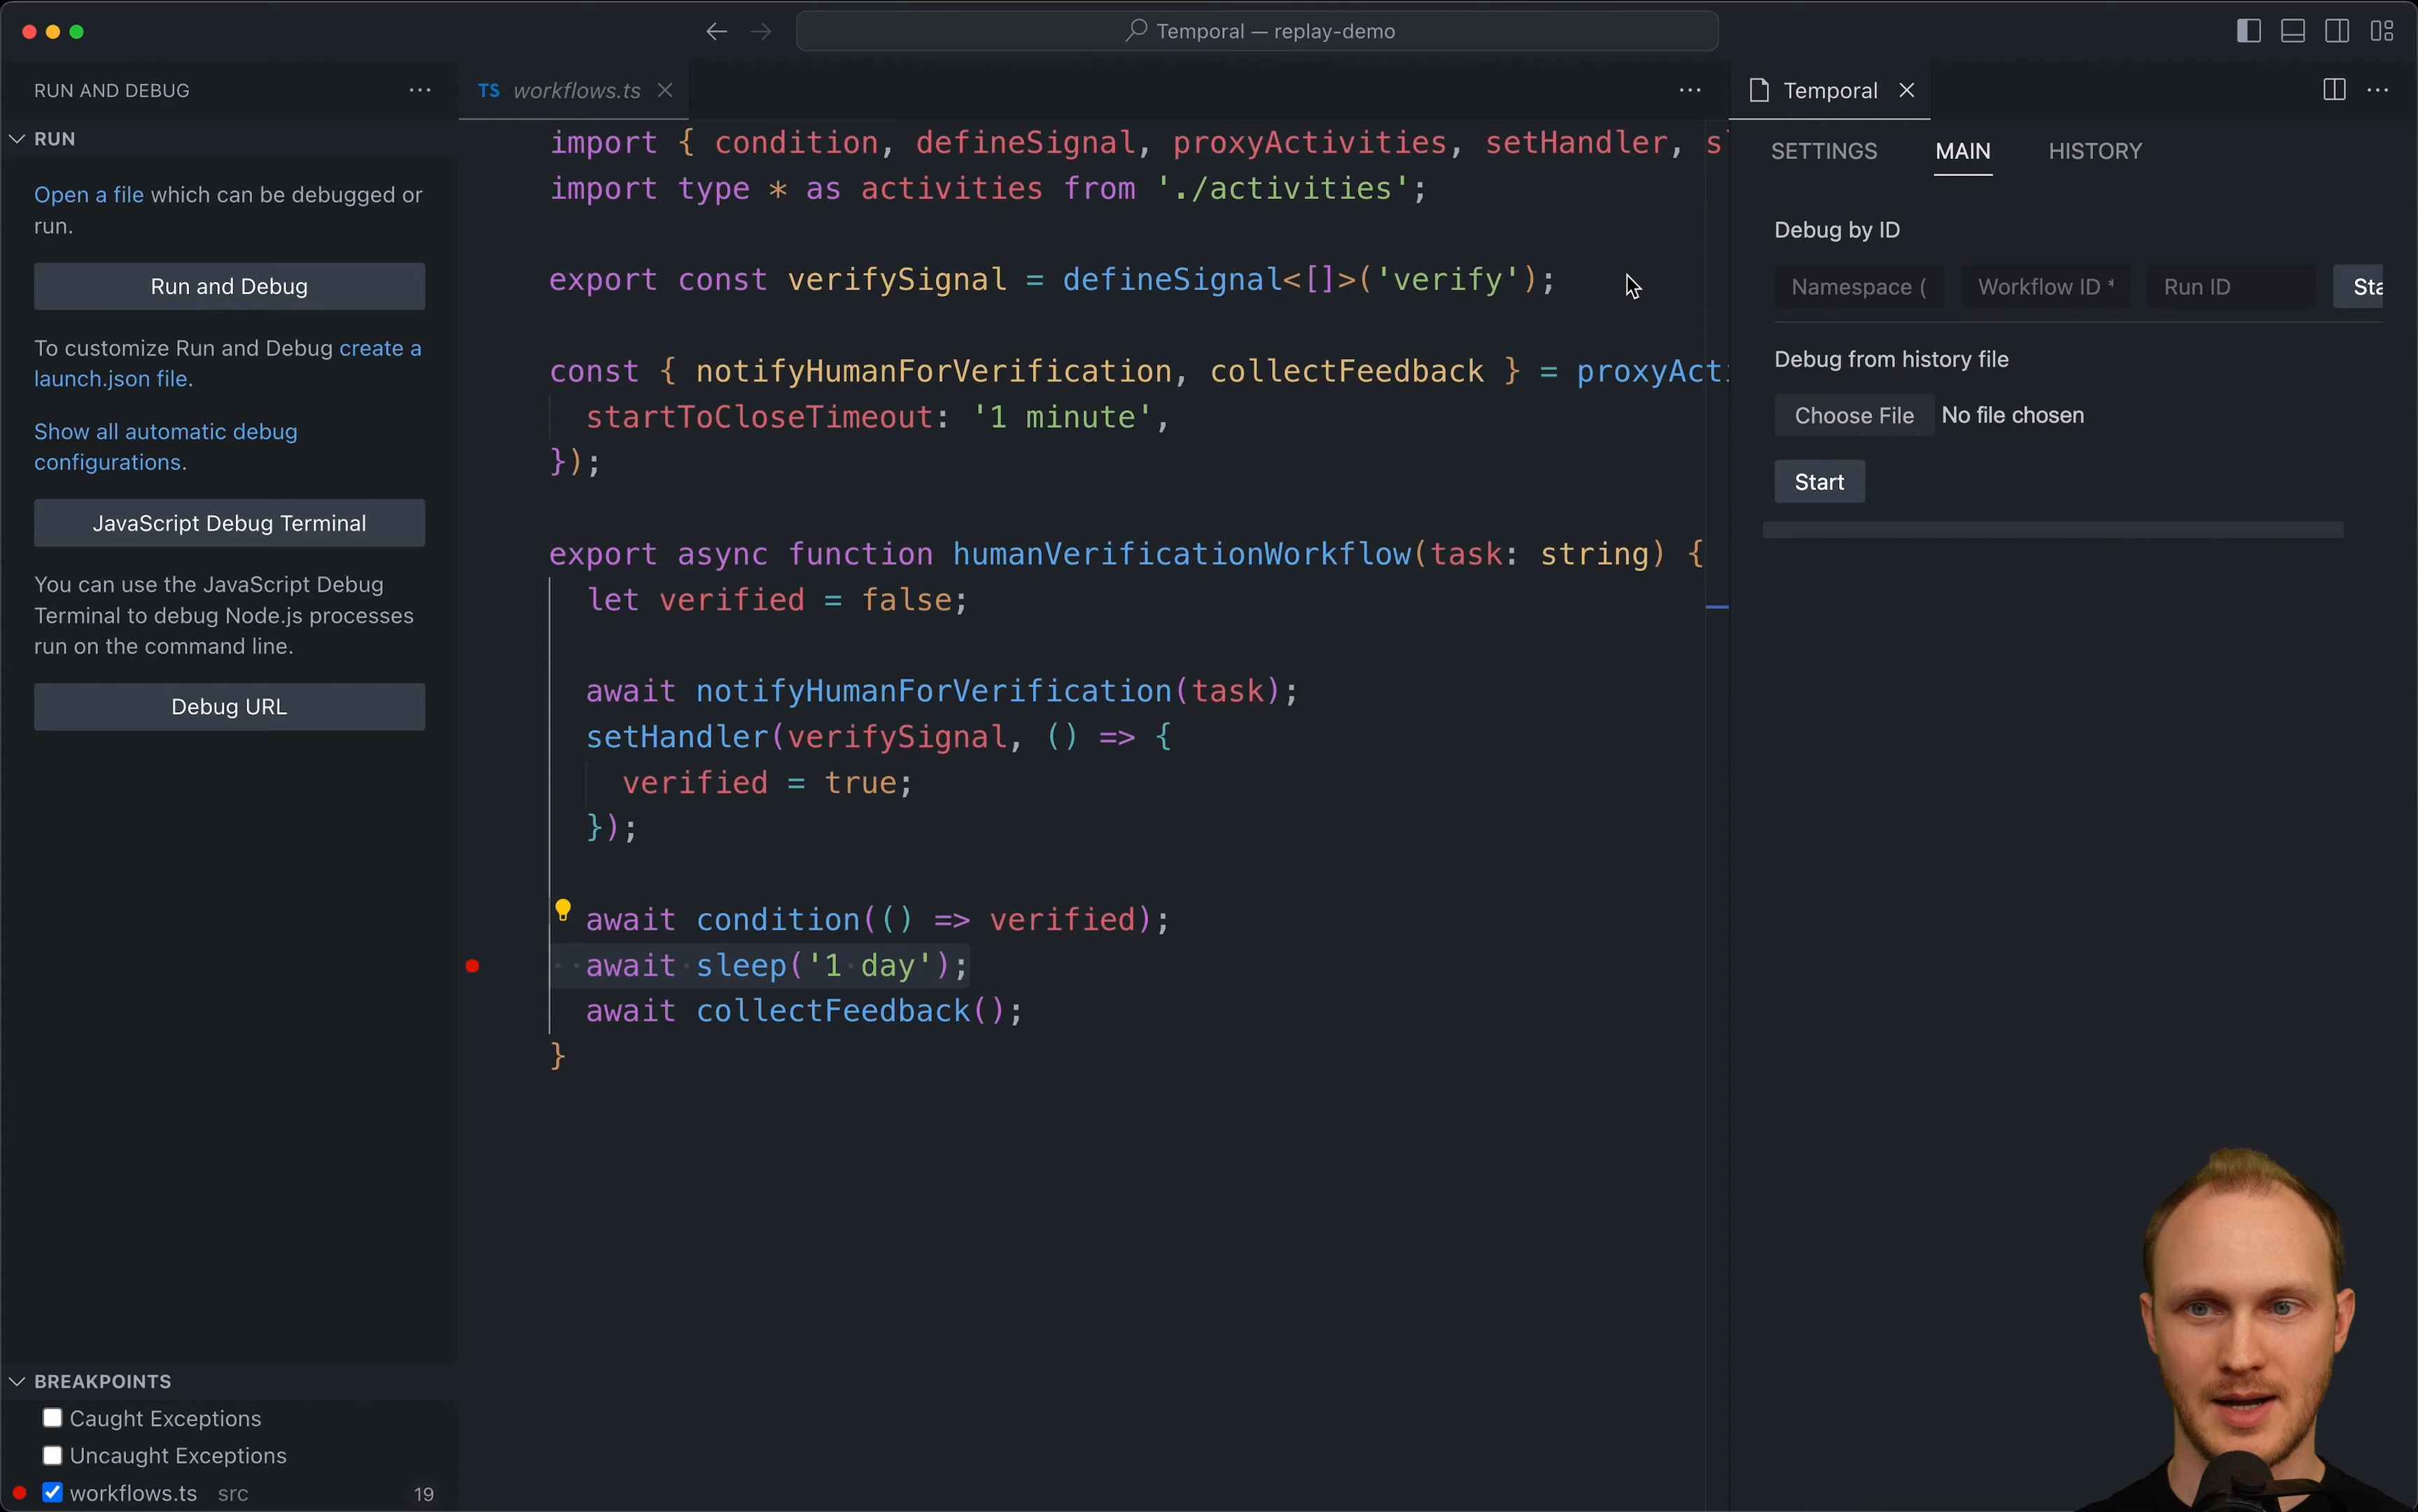 Temporal — replay-demo
RUN AND DEBUG
RUN
Open a file which can be debugged or
run.
Run and Debug
To customize Run and Debug create a
launch.json file.
Show all automatic debug
configurations.
JavaScript Debug Terminal
You can use the JavaScript Debug
Terminal to debug Node.js processes
run on the command line.
Debug URL
BREAKPOINTS
Caught Exceptions
Uncaught Exceptions
workflows.ts src 19
TS workflows.ts
import { condition, defineSignal, proxyActivities, setHandler, sl
import type * as activities from './activities';
export const verifySignal = defineSignal<[]>('verify');
const { notifyHumanForVerification, collectFeedback } = proxyActi
startToCloseTimeout: '1 minute',
});
export async function humanVerificationWorkflow(task: string) {
let verified = false;
await notifyHumanForVerification(task);
setHandler(verifySignal, () => {
verified = true;
});
await condition(() => verified);
await sleep('1 day');
await collectFeedback();
}
Temporal
SETTINGS MAIN HISTORY
Debug by ID
Namespace ( Workflow ID * Run ID Sta
Debug from history file
Choose File No file chosen
Start